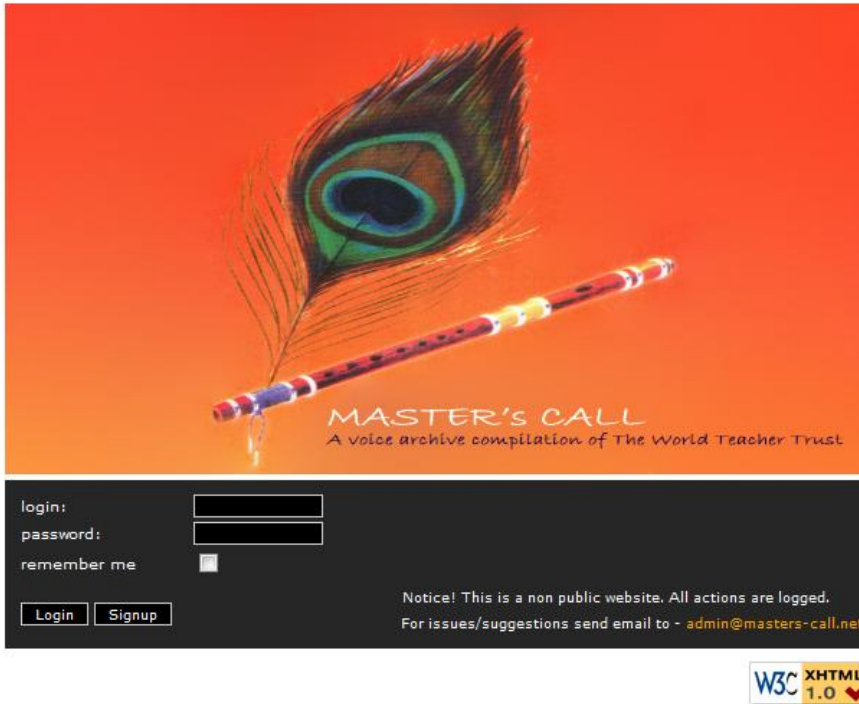 MASTER's CALL
A voice archive compilation of The World Teacher Trust
login:
password:
remember me
Login Signup
Notice! This is a non public website. All actions are logged.
For issues/suggestions send email to - admin@masters-call.net
W3C XHTML
1.0